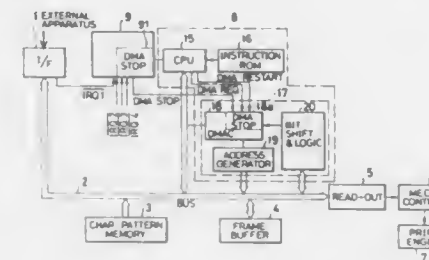 1 EXTERNAL APPARATUS
I/F
9
91
DMA STOP
8
15
CPU
16
INSTRUCTION ROM
DMA RESTART
DMA REQ
17
IRQ1
DMA STOP
18
18a
DMA STOP
DMAC
20
BIT SHIFT & LOGIC
19
ADDRESS GENERATOR
2
BUS
3
CHAR PATTERN MEMORY
4
FRAME BUFFER
5
READ-OUT
7